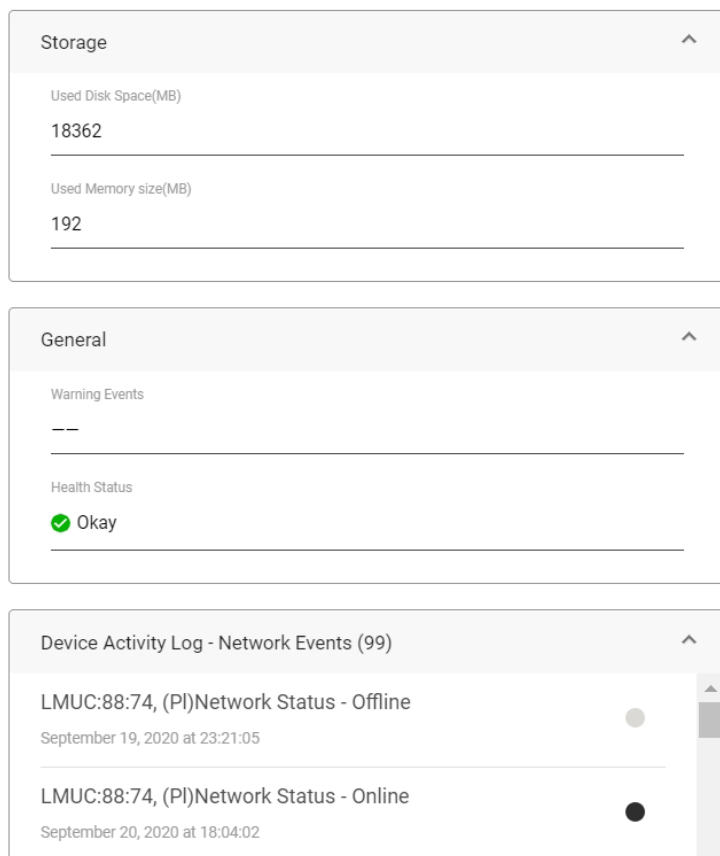 Storage
Used Disk Space(MB)
18362
Used Memory size(MB)
192
General
Warning Events
——
Health Status
Okay
Device Activity Log - Network Events (99)
LMUC:88:74, (Pl)Network Status - Offline
September 19, 2020 at 23:21:05
LMUC:88:74, (Pl)Network Status - Online
September 20, 2020 at 18:04:02